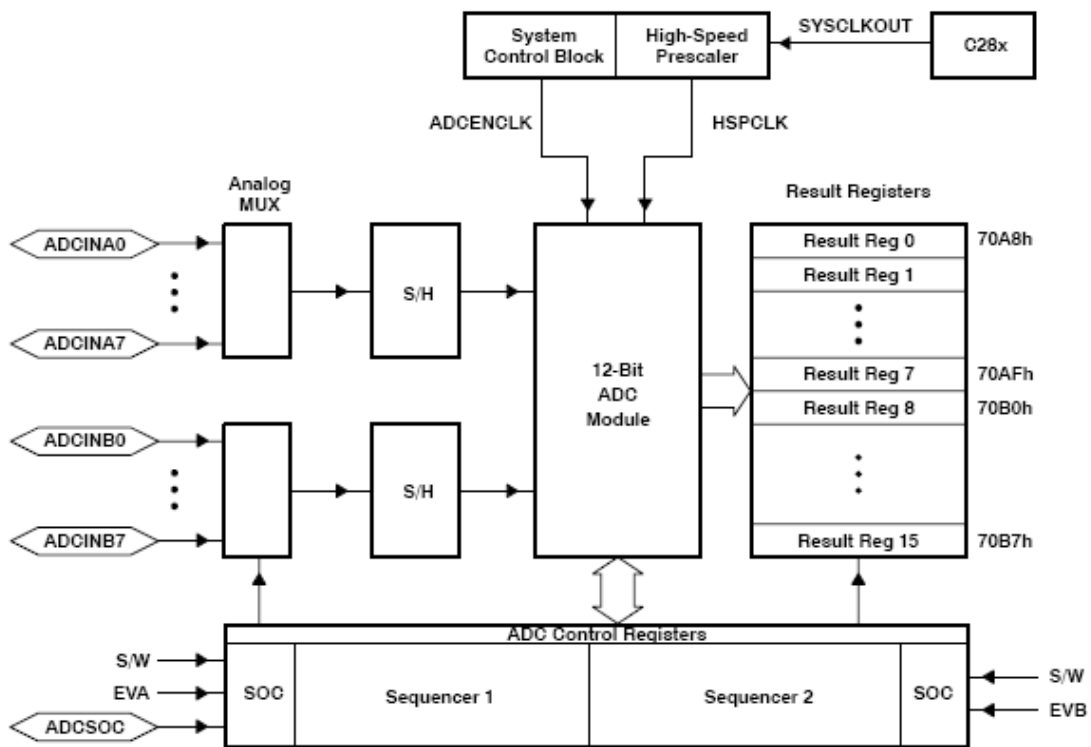 System
Control Block
High-Speed
Prescaler
SYSCLKOUT
C28x
ADCENCLK
HSPCLK
Analog
MUX
Result Registers
ADCINA0
ADCINA7
S/H
12-Bit
ADC
Module
Result Reg 0
70A8h
Result Reg 1
Result Reg 7
70AFh
Result Reg 8
70B0h
ADCINB0
ADCINB7
S/H
Result Reg 15
70B7h
ADC Control Registers
S/W
EVA
ADCSOC
SOC
Sequencer 1
Sequencer 2
SOC
S/W
EVB